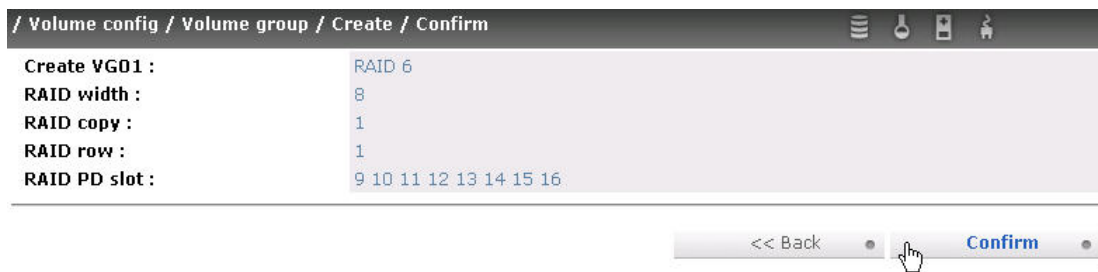 / Volume config / Volume group / Create / Confirm
Create VG01 : RAID 6
RAID width : 8
RAID copy : 1
RAID row : 1
RAID PD slot : 9 10 11 12 13 14 15 16
<< Back Confirm